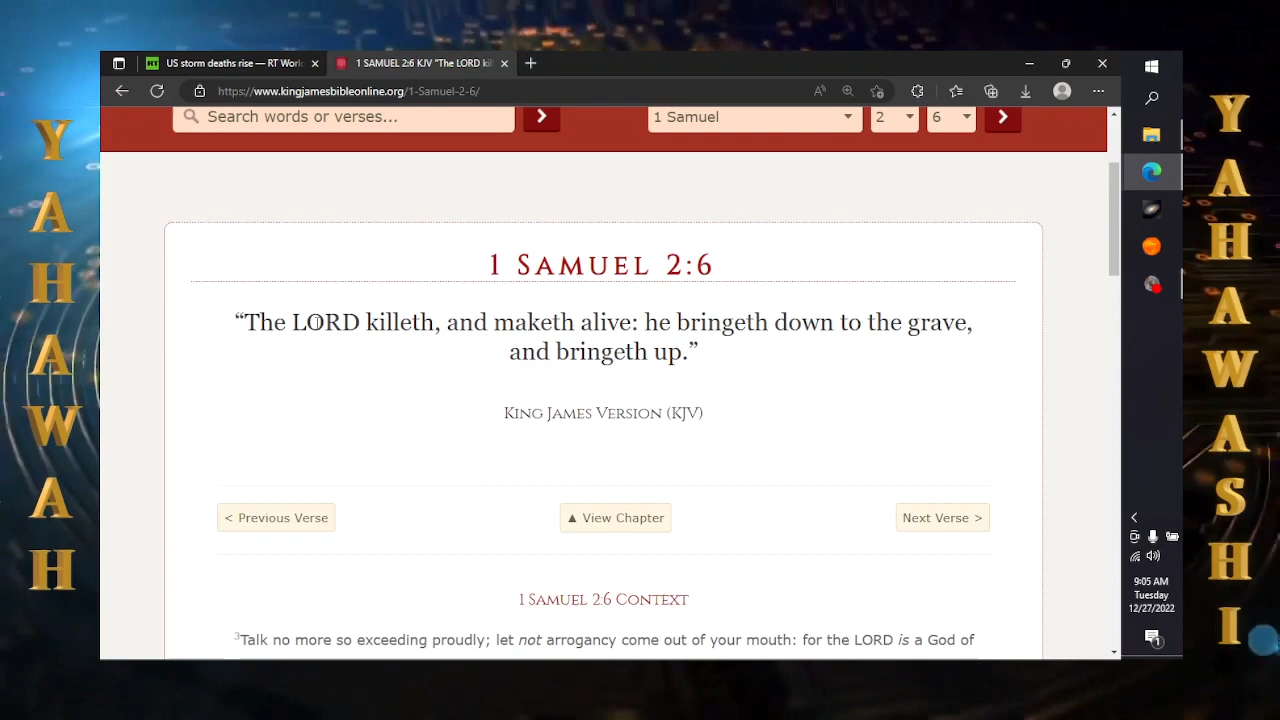 YAHAWAH
US storm deaths rise — RT Worl
1 SAMUEL 2:6 KJV "The LORD kil
https://www.kingjamesbibleonline.org/1-Samuel-2-6/
Search words or verses...
1 Samuel
2
6
1 SAMUEL 2:6
“The LORD killeth, and maketh alive: he bringeth down to the grave,
and bringeth up.”
KING JAMES VERSION (KJV)
< Previous Verse
▲ View Chapter
Next Verse >
1 SAMUEL 2:6 CONTEXT
3Talk no more so exceeding proudly; let not arrogancy come out of your mouth: for the LORD is a God of
9:05 AM
Tuesday
12/27/2022
1
YAHAWASHI